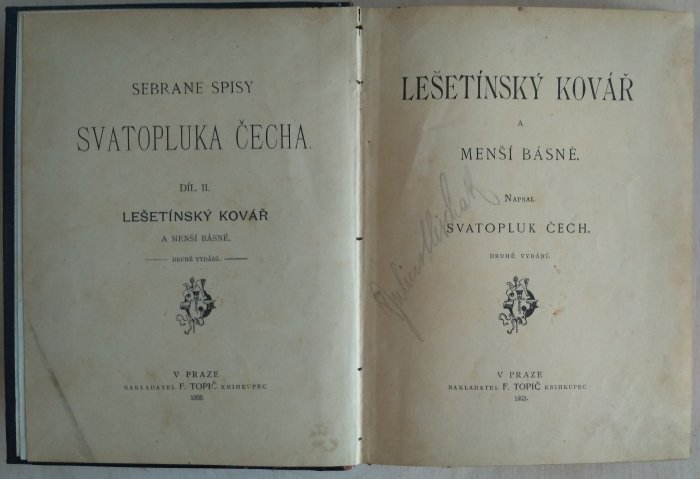 SEBRANE SPISY
SVATOPLUKA ČECHA.
DÍL II.
LEŠETÍNSKÝ KOVÁŘ
A MENŠÍ BÁSNĚ.
DRUHÉ VYDÁNÍ.
V PRAZE
NAKLADATEL F. TOPIČ KNIHKUPEC
LEŠETÍNSKÝ KOVÁŘ
A
MENŠÍ BÁSNĚ.
NAPSAL
SVATOPLUK ČECH.
DRUHÉ VYDÁNÍ.
V PRAZE
NAKLADATEL F. TOPIČ KNIHKUPEC